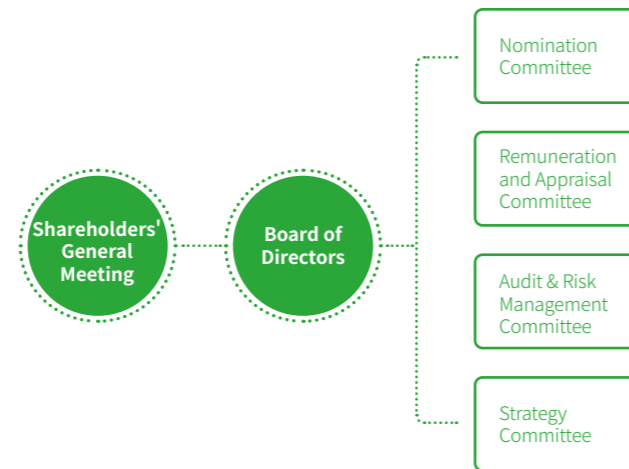 Shareholders'
General
Meeting
Board of
Directors
Nomination
Committee
Remuneration
and Appraisal
Committee
Audit & Risk
Management
Committee
Strategy
Committee